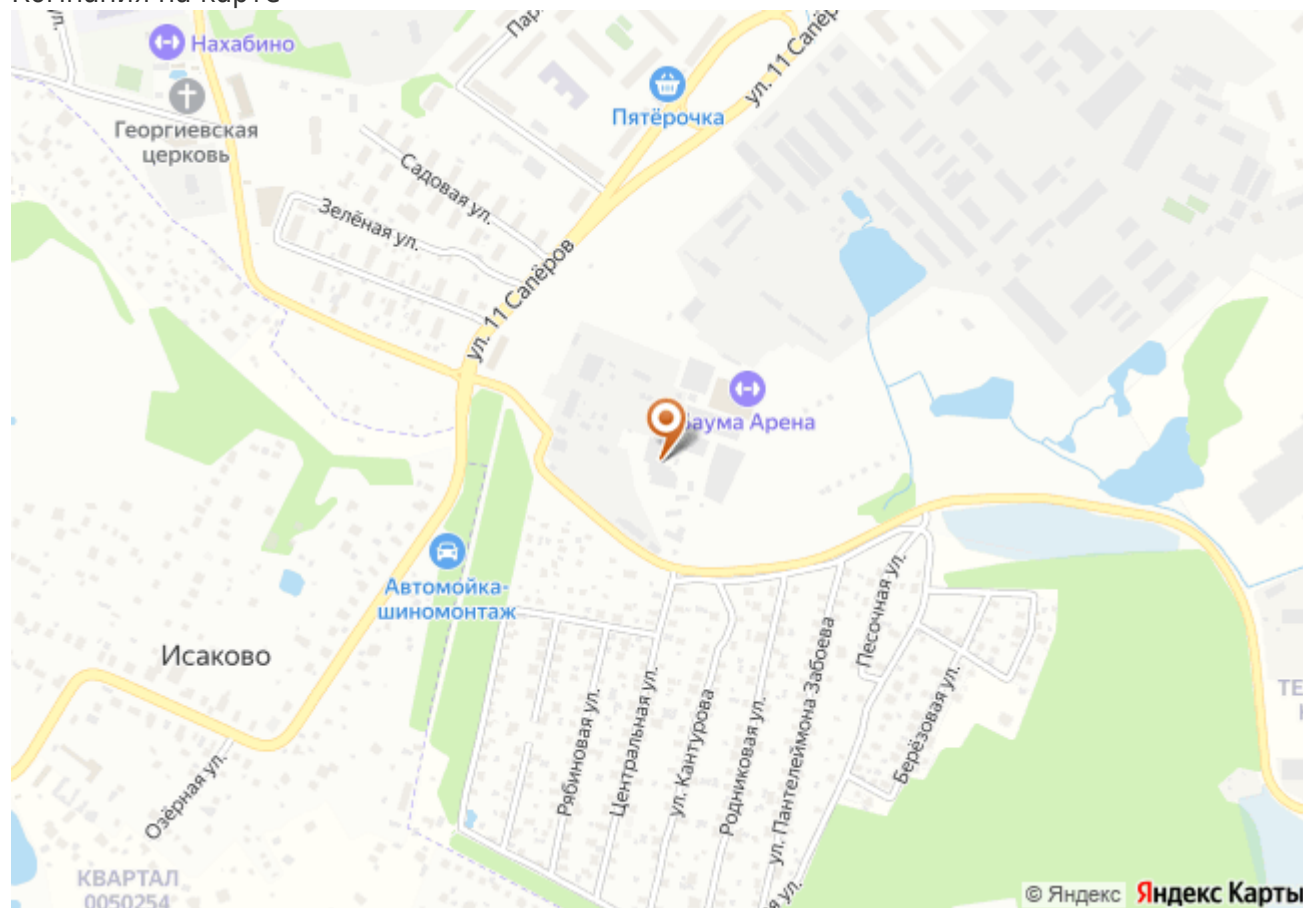 Нахабино
Георгиевская
церковь
Пятёрочка
ул. 11 Сапёров
Садовая ул.
Зелёная ул.
ул. 11 Сапёров
Баума Арена
Автомойка-
шиномонтаж
Исаково
Озёрная ул.
Рябиновая ул.
Центральная ул.
ул. Кантурова
Родниковая ул.
ул. Пантелеймона Забоева
Песочная ул.
Берёзовая ул.
КВАРТАЛ
0050254
© Яндекс Яндекс Карты